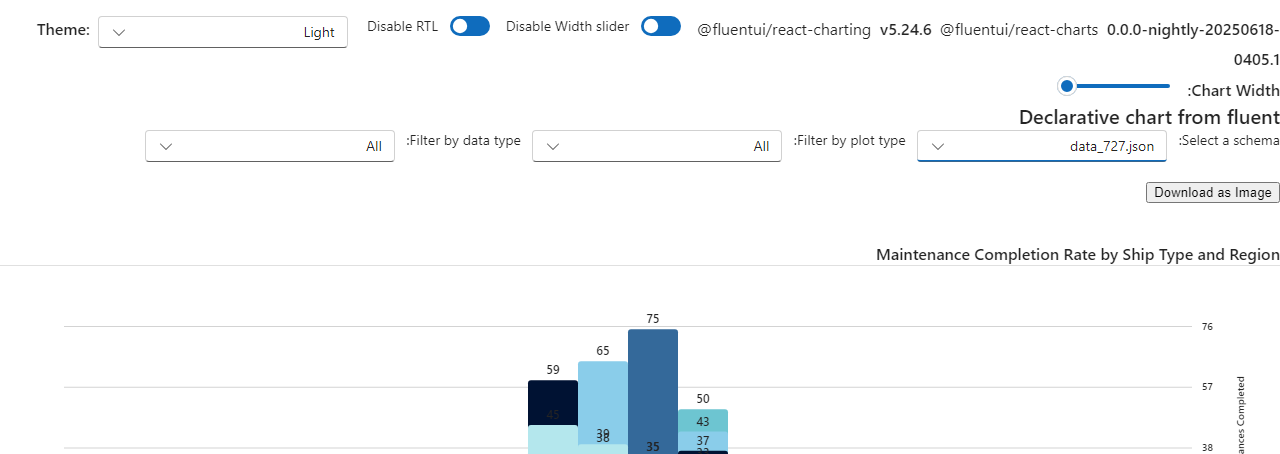 Theme: Light Disable RTL Disable Width slider @fluentui/react-charting v5.24.6 @fluentui/react-charts 0.0.0-nightly-20250618-
0405.1
:Chart Width
Declarative chart from fluent
All :Filter by data type All :Filter by plot type data_727.json :Select a schema
Download as Image
Maintenance Completion Rate by Ship Type and Region
75
76
65
59
57
50
45
43
39
38
37
35
38
Completed